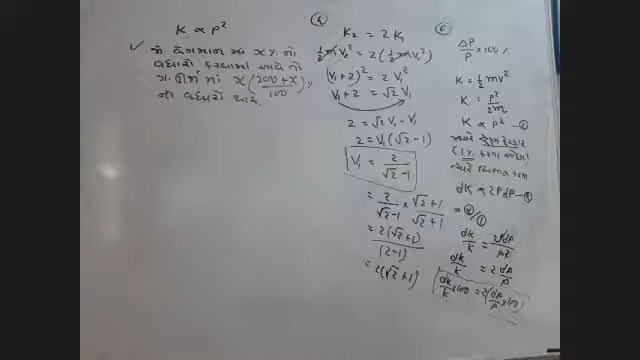 K ∝ P²
✓ જો વેગમાન માં x% નો
વધારો કરવામાં આવે તો
ગ.ઊર્જા માં x(200+x/100)%
નો વધારો થાય.
K₂ = 2K₁
½mV₂² = 2(½mV₁²)
(V₁+2)² = 2V₁²
V₁+2 = √2 V₁
2 = √2 V₁ - V₁
2 = V₁(√2-1)
V₁ = 2/√2-1
= 2/√2-1 × √2+1/√2+1
= 2(√2+1)/(2-1)
= 2(√2+1)
ΔP/P × 100%
K = ½mv²
K = P²/2m
K ∝ P² -①
dK ∝ 2PdP -②
⇒ ②/①
dK/K = 2PdP/P²
dK/K = 2 dP/P
dK/K ×100 = 2(dP/P ×100)